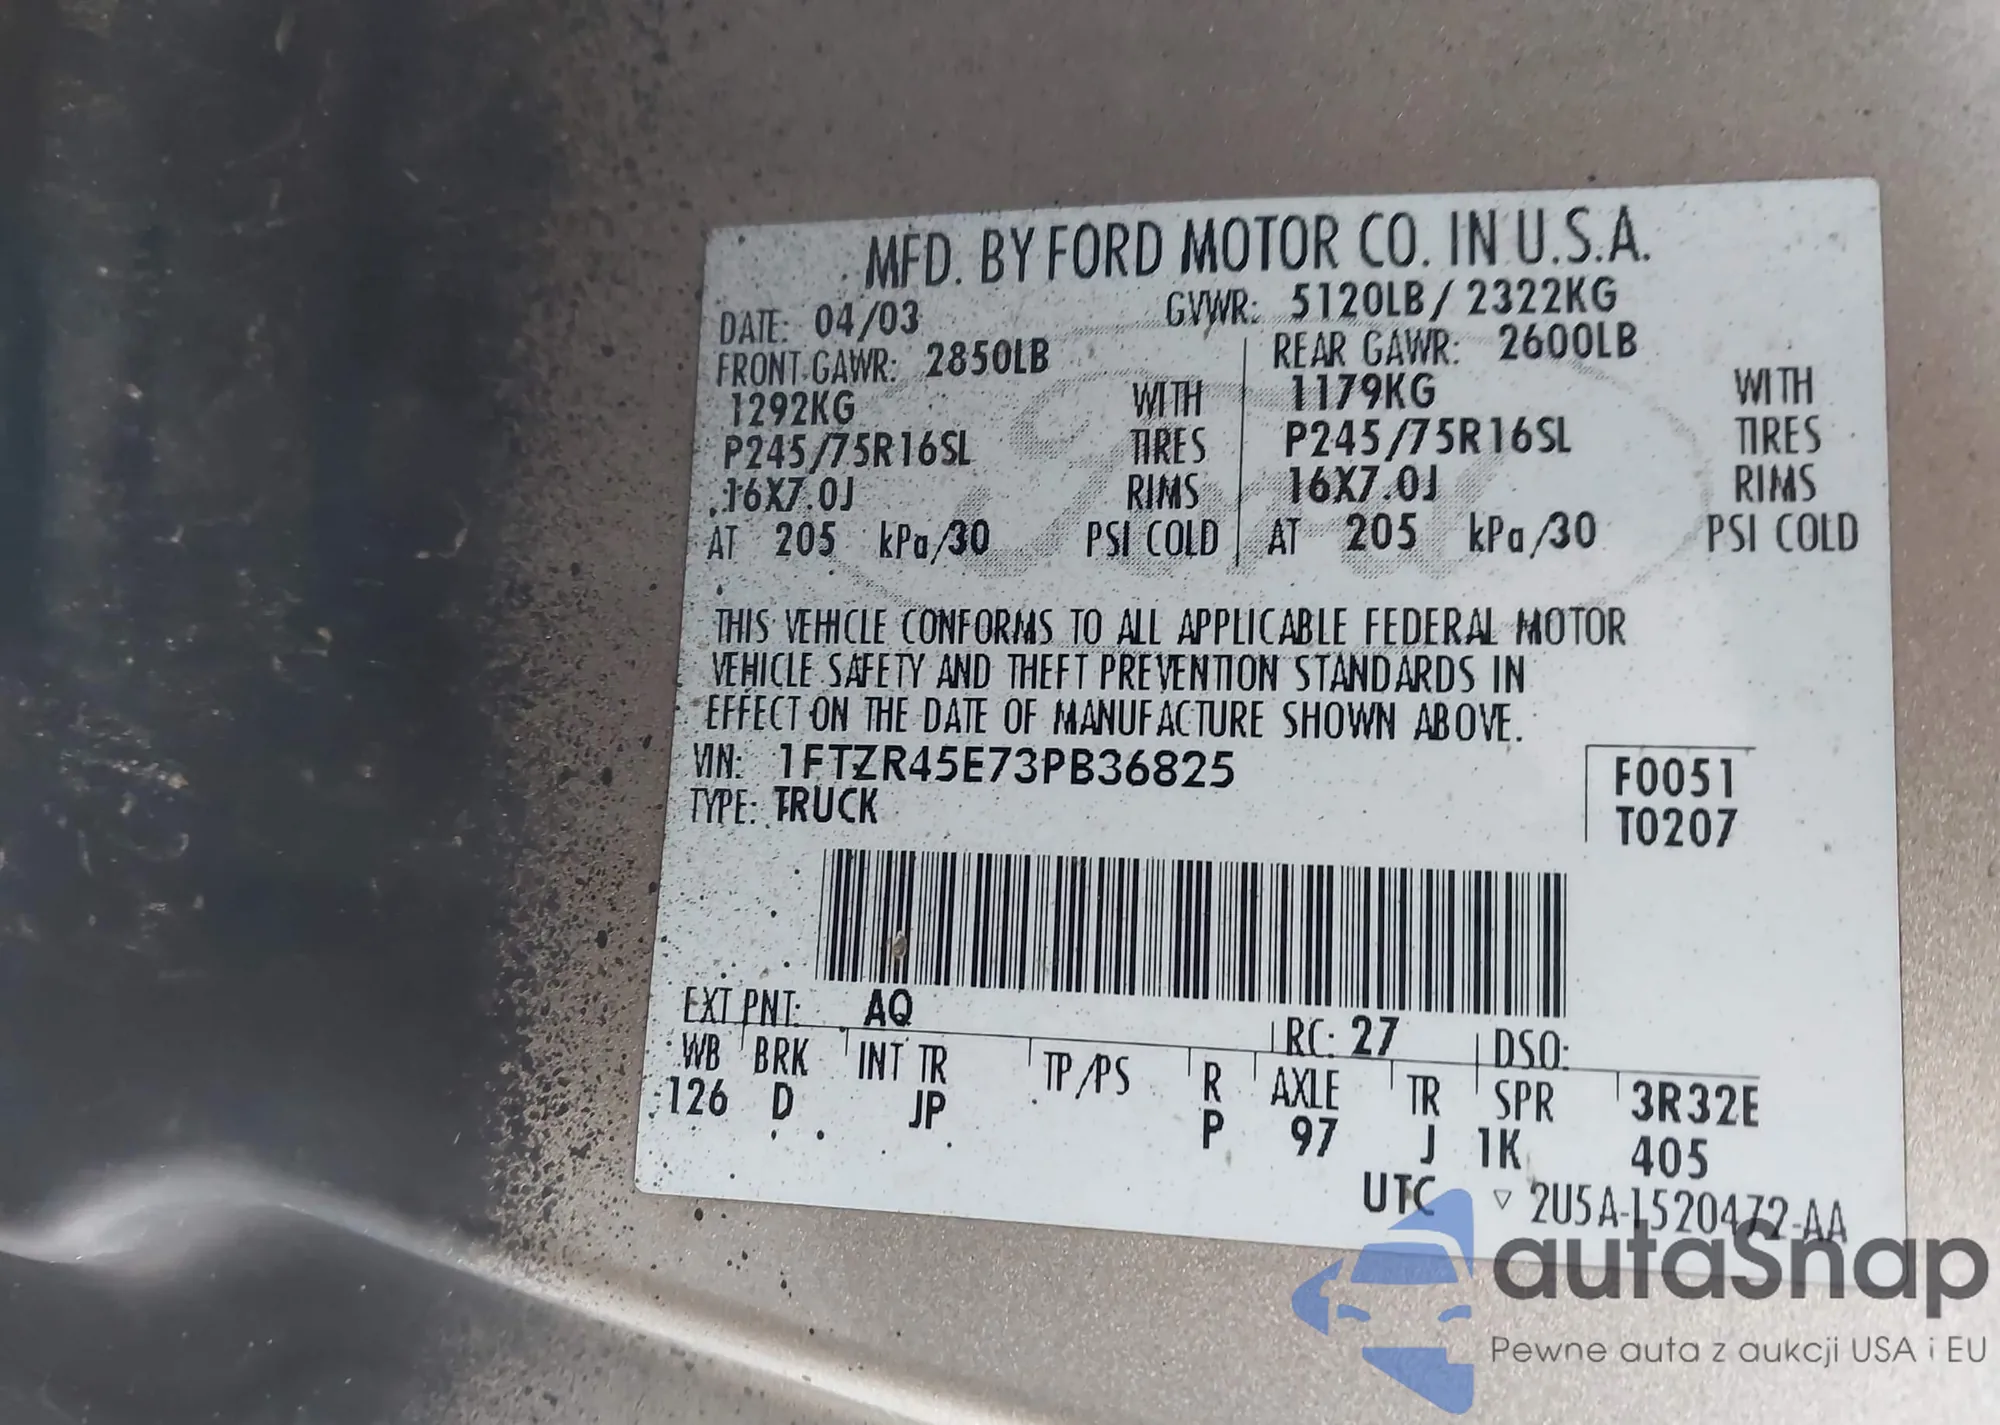 MFD. BY FORD MOTOR CO. IN U.S.A.
DATE: 04/03 GVWR: 5120LB / 2322KG
FRONT GAWR: 2850LB REAR GAWR: 2600LB
1292KG WITH 1179KG WITH
P245/75R16SL TIRES P245/75R16SL TIRES
16X7.0J RIMS 16X7.0J RIMS
AT 205 kPa/30 PSI COLD AT 205 kPa/30 PSI COLD
THIS VEHICLE CONFORMS TO ALL APPLICABLE FEDERAL MOTOR
VEHICLE SAFETY AND THEFT PREVENTION STANDARDS IN
EFFECT ON THE DATE OF MANUFACTURE SHOWN ABOVE.
VIN: 1FTZR45E73PB36825 F0051
TYPE: TRUCK T0207
EXT PNT: AQ RC: 27 DSO:
WB BRK INT TR TP/PS R AXLE TR SPR 3R32E
126 D JP P 97 J 1K 405
UTC ▽ 2U5A-1520472-AA
autaSnap
Pewne auta z aukcji USA i EU